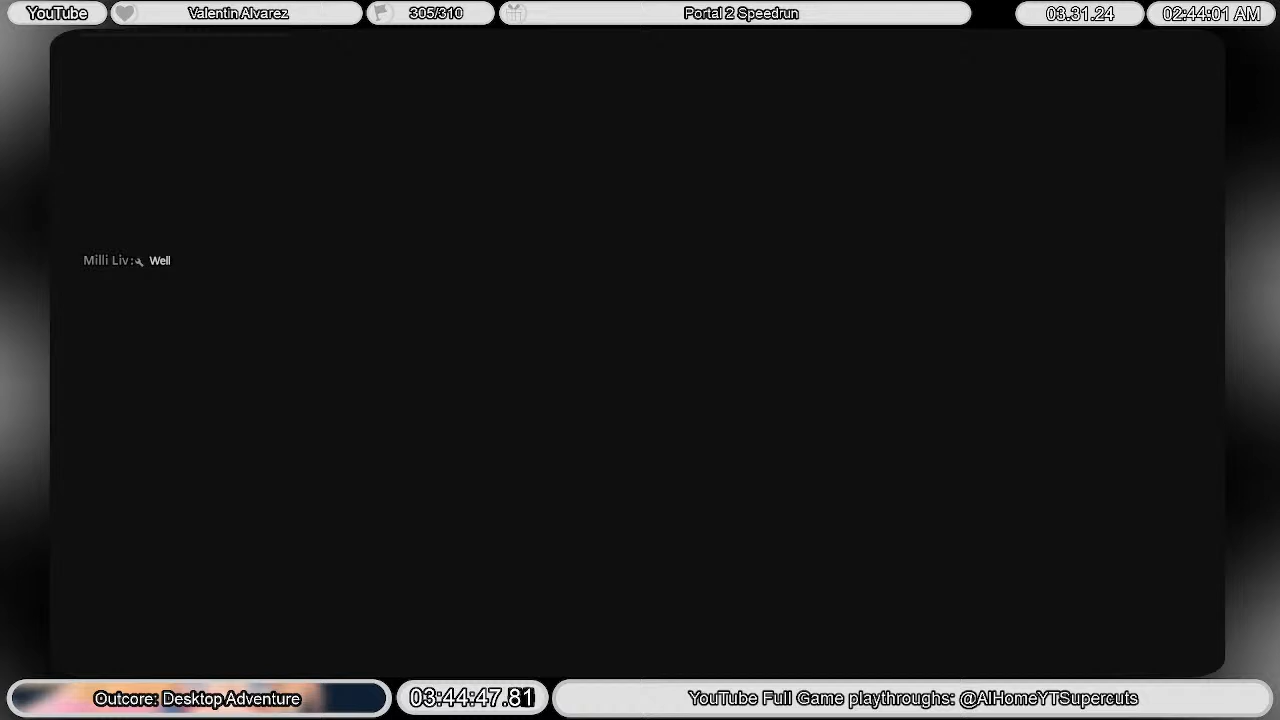 YouTube
Valentin Alvarez
305/310
Portal 2 Speedrun
03.31.24
02:44:01 AM
Milli Liv: Well
Outcore: Desktop Adventure
03:44:47.81
YouTube Full Game playthroughs: @AlHomeYTSupercuts